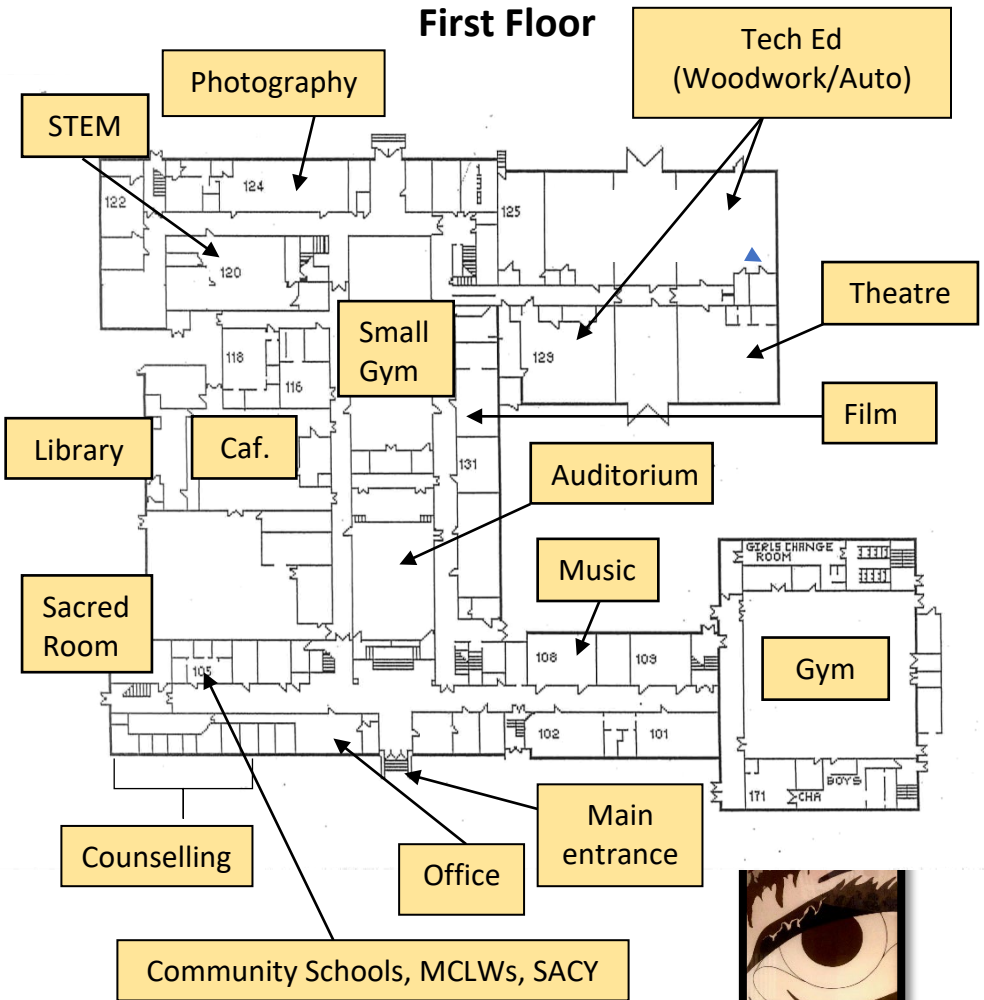 First Floor
Tech Ed
(Woodwork/Auto)
Photography
STEM
124
122
125
120
Theatre
Small
Gym
129
118
116
Film
Library
Caf.
131
Auditorium
GIRLS CHANGE
ROOM
Music
Sacred
Room
108
109
Gym
105
102
101
BOYS
171
CHA
Main
entrance
Counselling
Office
Community Schools, MCLWs, SACY